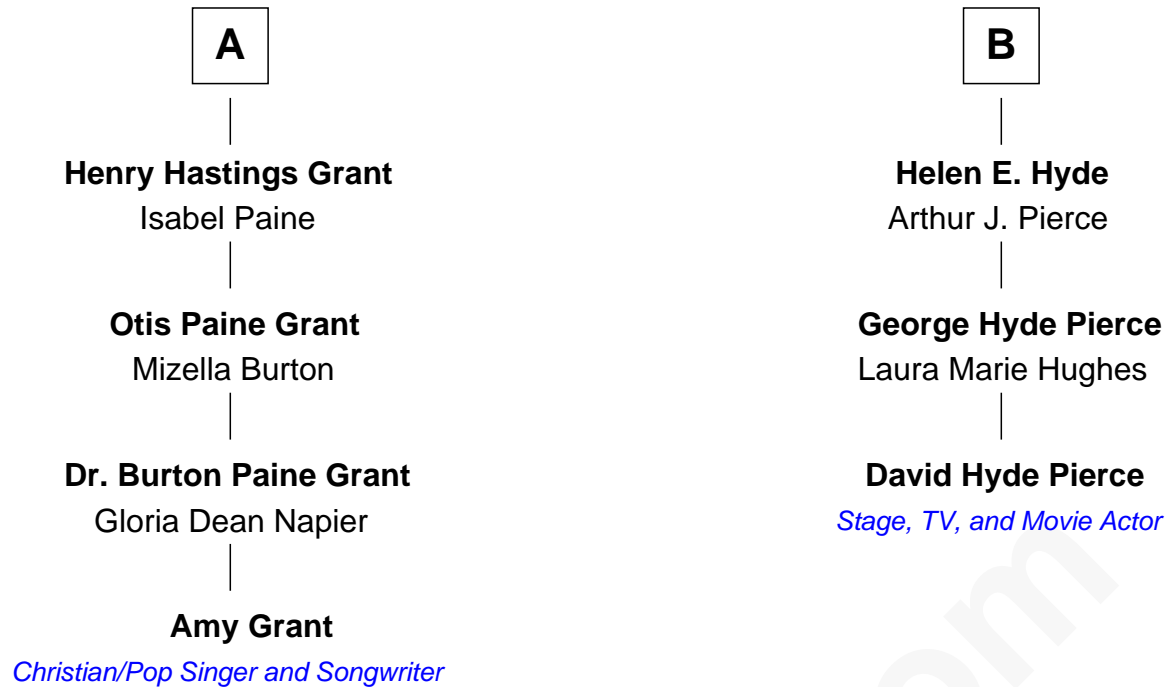 A
Henry Hastings Grant
Isabel Paine
Otis Paine Grant
Mizella Burton
Dr. Burton Paine Grant
Gloria Dean Napier
Amy Grant
Christian/Pop Singer and Songwriter
B
Helen E. Hyde
Arthur J. Pierce
George Hyde Pierce
Laura Marie Hughes
David Hyde Pierce
Stage, TV, and Movie Actor
om